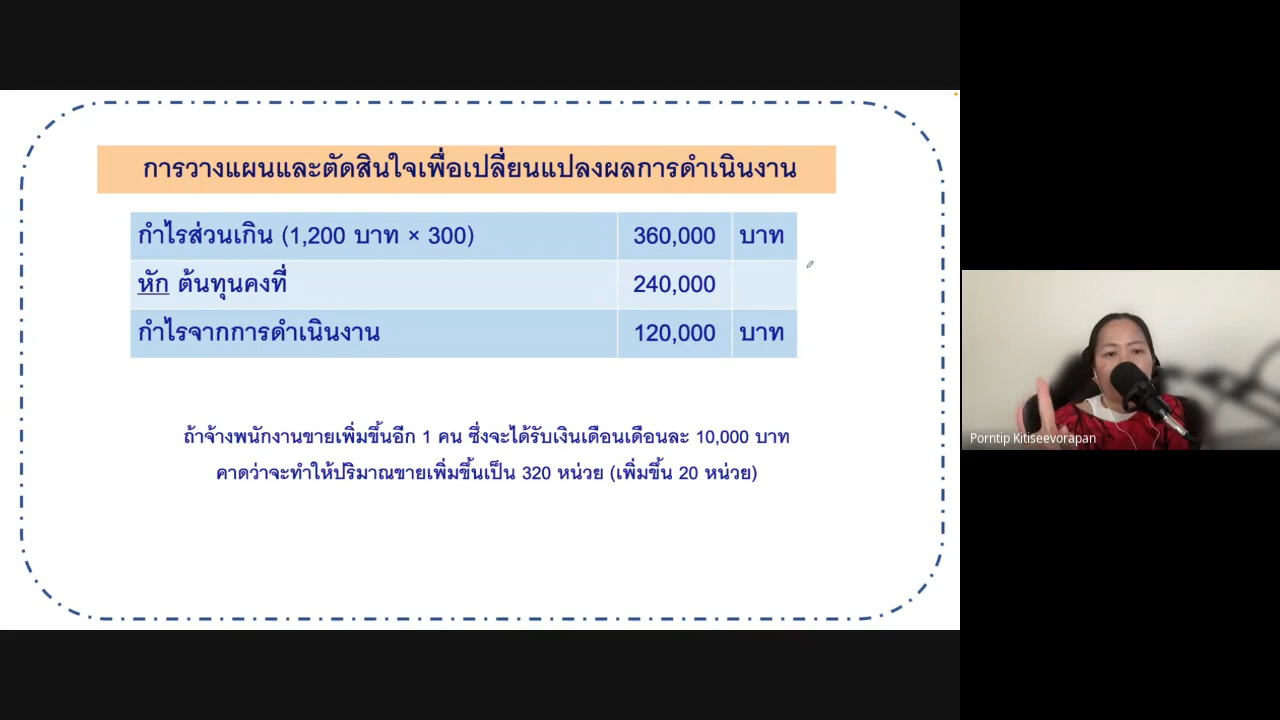 การวางแผนและตัดสินใจเพื่อเปลี่ยนแปลงผลการดำเนินงาน
กำไรส่วนเกิน (1,200 บาท × 300) 360,000 บาท
หัก ต้นทุนคงที่ 240,000
กำไรจากการดำเนินงาน 120,000 บาท
ถ้าจ้างพนักงานขายเพิ่มขึ้นอีก 1 คน ซึ่งจะได้รับเงินเดือนเดือนละ 10,000 บาท
คาดว่าจะทำให้ปริมาณขายเพิ่มขึ้นเป็น 320 หน่วย (เพิ่มขึ้น 20 หน่วย)
Porntip Kitiseevorapan